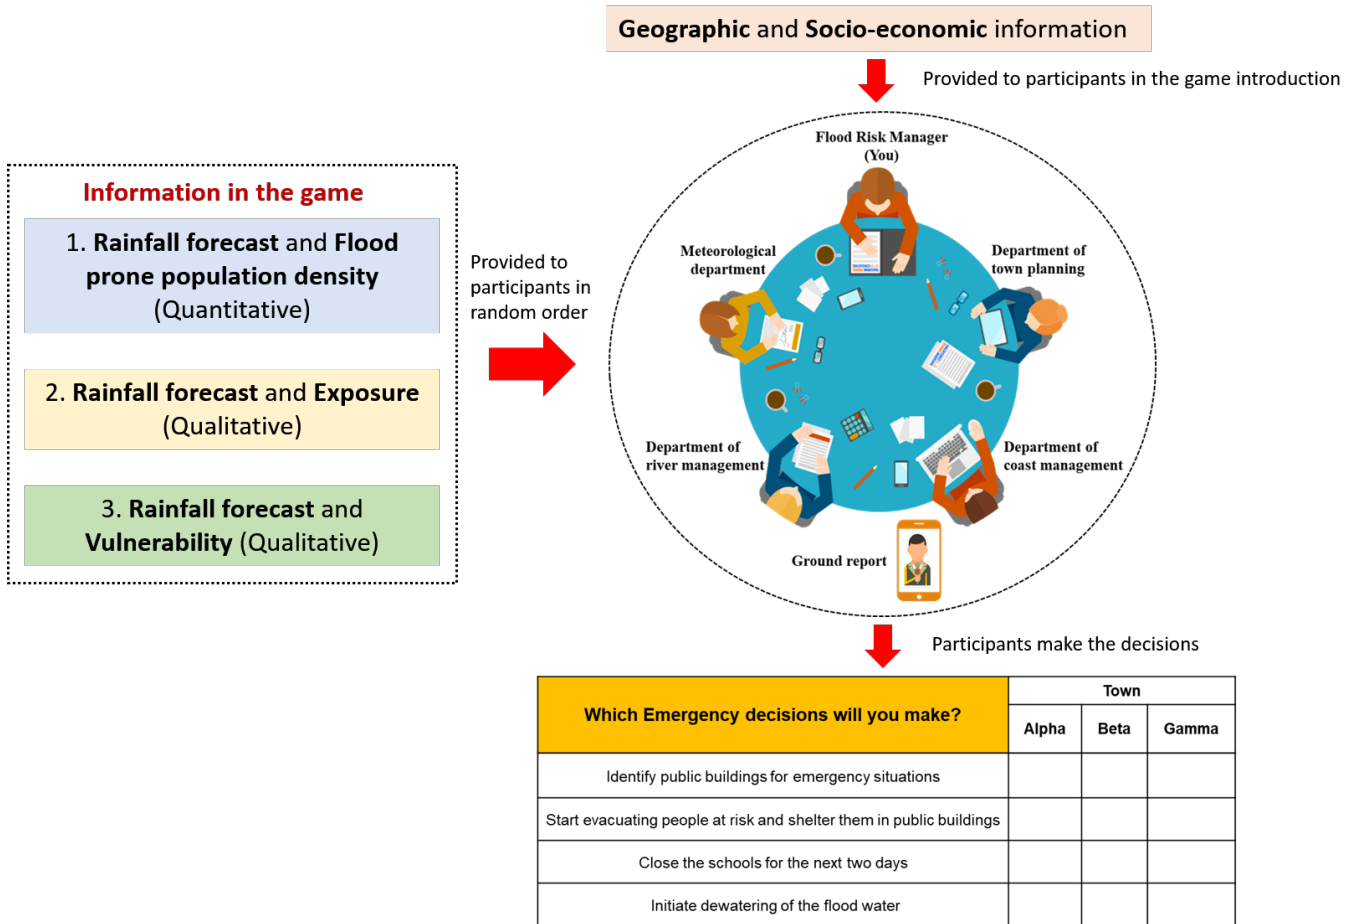 Geographic and Socio-economic information
Provided to participants in the game introduction
Information in the game
1. Rainfall forecast and Flood
prone population density
(Quantitative)
2. Rainfall forecast and Exposure
(Qualitative)
3. Rainfall forecast and
Vulnerability (Qualitative)
Provided to
participants in
random order
Flood Risk Manager
(You)
Meteorological
department
Department of
town planning
Department of
river management
Department of
coast management
Ground report
Participants make the decisions
Which Emergency decisions will you make?
Town
Alpha
Beta
Gamma
Identify public buildings for emergency situations
Start evacuating people at risk and shelter them in public buildings
Close the schools for the next two days
Initiate dewatering of the flood water